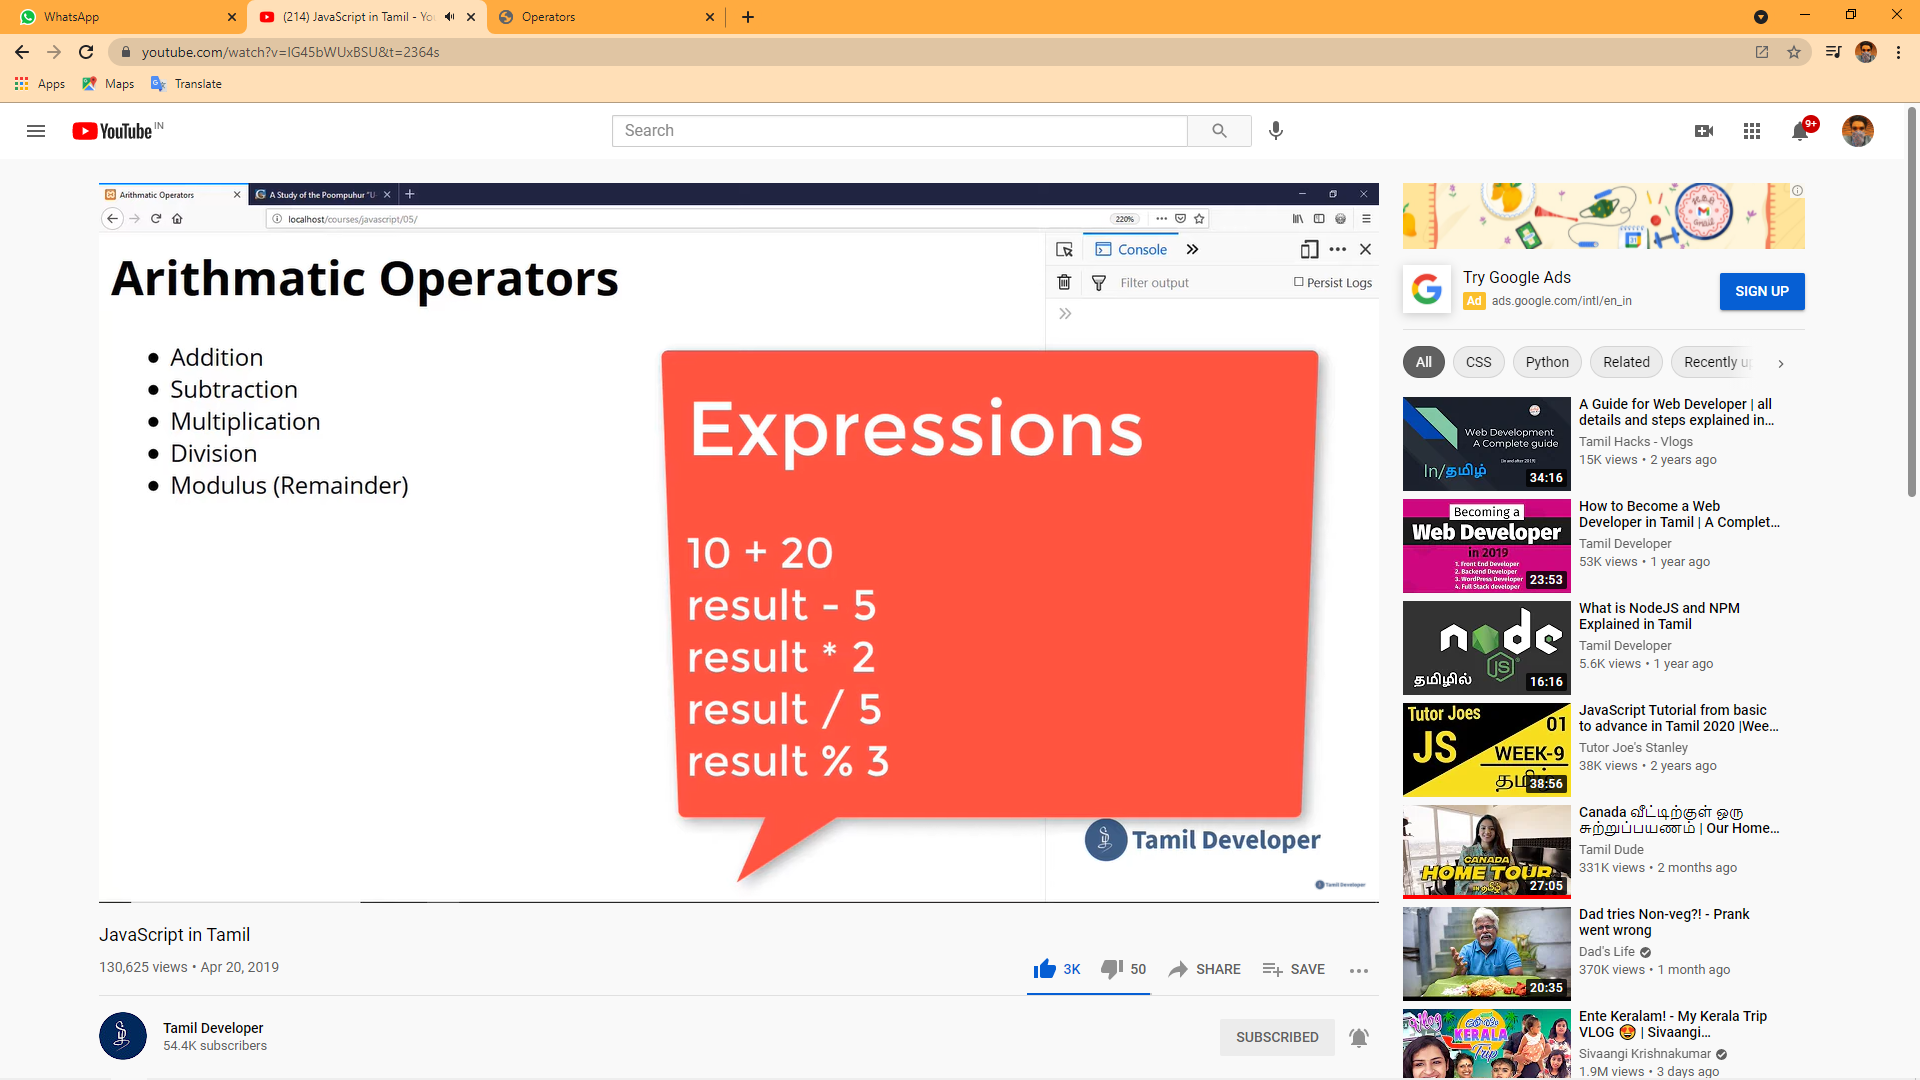 WhatsApp
(214) JavaScript in Tamil - Yo
Operators
youtube.com/watch?v=IG45bWUxBSU&t=2364s
Apps
Maps
Translate
YouTube IN
Search
9+
Arithmatic Operators
A Study of the Poompuhur "U
localhost/courses/javascript/05/
220%
Arithmatic Operators
Addition
Subtraction
Multiplication
Division
Modulus (Remainder)
Console
Filter output
Persist Logs
Expressions
10 + 20
result - 5
result * 2
result / 5
result % 3
Tamil Developer
Tamil Developer
JavaScript in Tamil
130,625 views • Apr 20, 2019
3K
50
SHARE
SAVE
Tamil Developer
54.4K subscribers
SUBSCRIBED
Gmail
Try Google Ads
Ad ads.google.com/intl/en_in
SIGN UP
All
CSS
Python
Related
Recently u
Web Development
A Complete guide
[In and after 2019]
In/தமிழ்
34:16
A Guide for Web Developer | all
details and steps explained in...
Tamil Hacks - Vlogs
15K views • 2 years ago
Becoming a
Web Developer
in 2019
1. Front End Developer
2. Backend Developer
3. WordPress Developer
4. Full Stack developer
23:53
How to Become a Web
Developer in Tamil | A Complet...
Tamil Developer
53K views • 1 year ago
node
JS
தமிழில்
16:16
What is NodeJS and NPM
Explained in Tamil
Tamil Developer
5.6K views • 1 year ago
Tutor Joes
01
JS
WEEK-9
38:56
JavaScript Tutorial from basic
to advance in Tamil 2020 |Wee...
Tutor Joe's Stanley
38K views • 2 years ago
CANADA
HOME TOUR
27:05
Canada வீட்டிற்குள் ஒரு
சுற்றுப்பயணம் | Our Home...
Tamil Dude
331K views • 2 months ago
20:35
Dad tries Non-veg?! - Prank
went wrong
Dad's Life
370K views • 1 month ago
Vlog
KERALA
Trip
Ente Keralam! - My Kerala Trip
VLOG 🤩 | Sivaangi...
Sivaangi Krishnakumar
1.9M views • 3 days ago